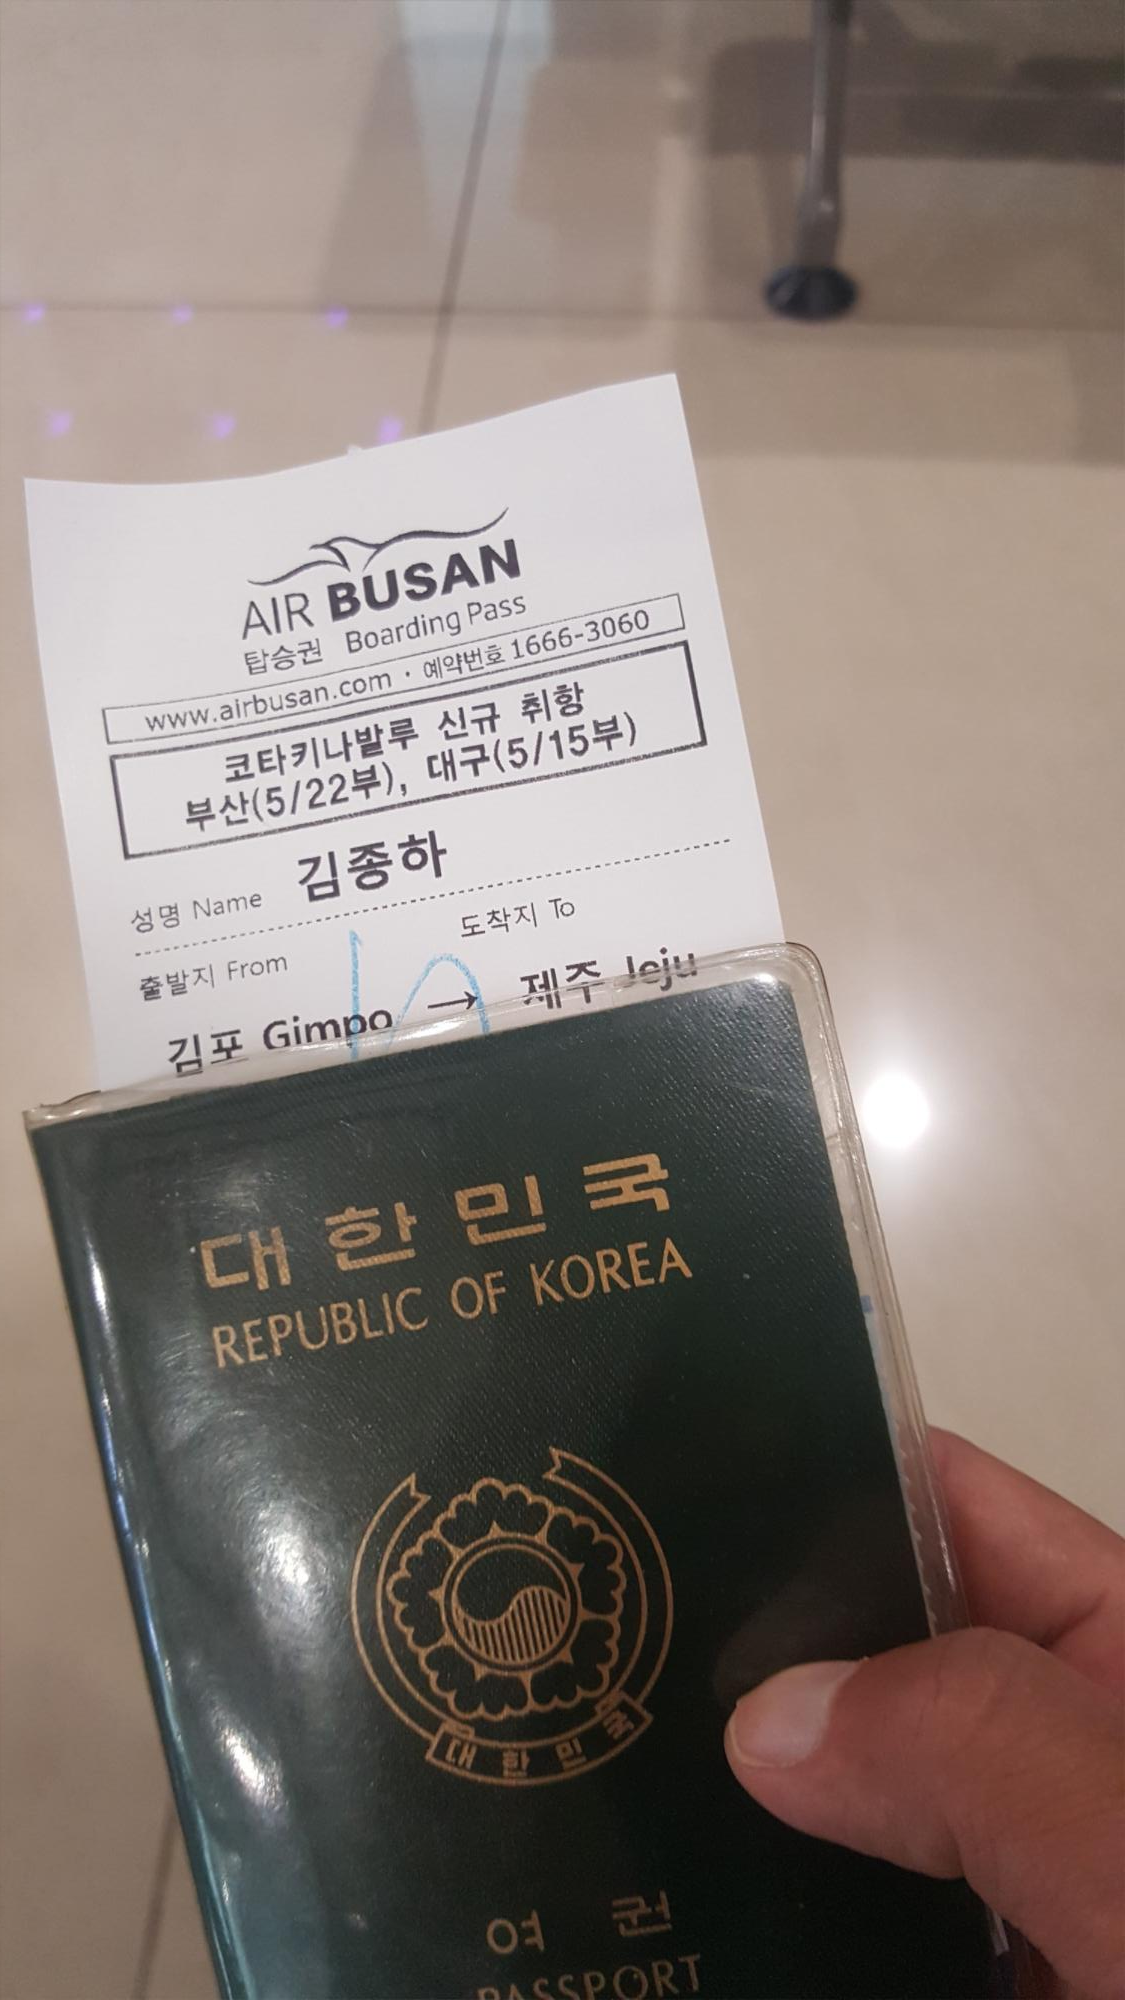 AIR BUSAN
탑승권 Boarding Pass
www.airbusan.com · 예약번호 1666-3060
코타키나발루 신규 취항
부산(5/22부), 대구(5/15부)
성명 Name 김종하
출발지 From 도착지 To
김포 Gimpo → 제주 Jeju
대한민국
REPUBLIC OF KOREA
대한민국
여권
PASSPORT